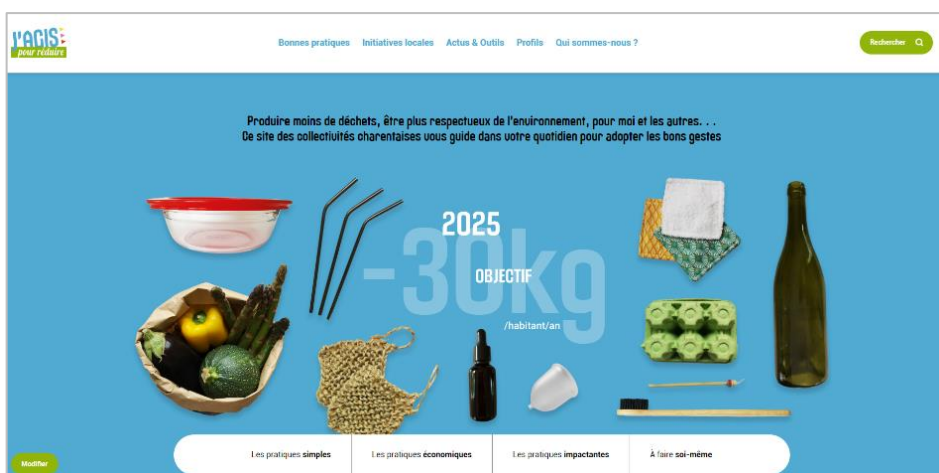 J'AGIS
pour réduire
Bonnes pratiques Initiatives locales Actus & Outils Profils Qui sommes-nous ?
Rechercher
Produire moins de déchets, être plus respectueux de l'environnement, pour moi et les autres. . .
Ce site des collectivités charentaises vous guide dans votre quotidien pour adopter les bons gestes
2025
-30kg
OBJECTIF
/habitant/an
Les pratiques simples Les pratiques économiques Les pratiques impactantes À faire soi-même
Modifier